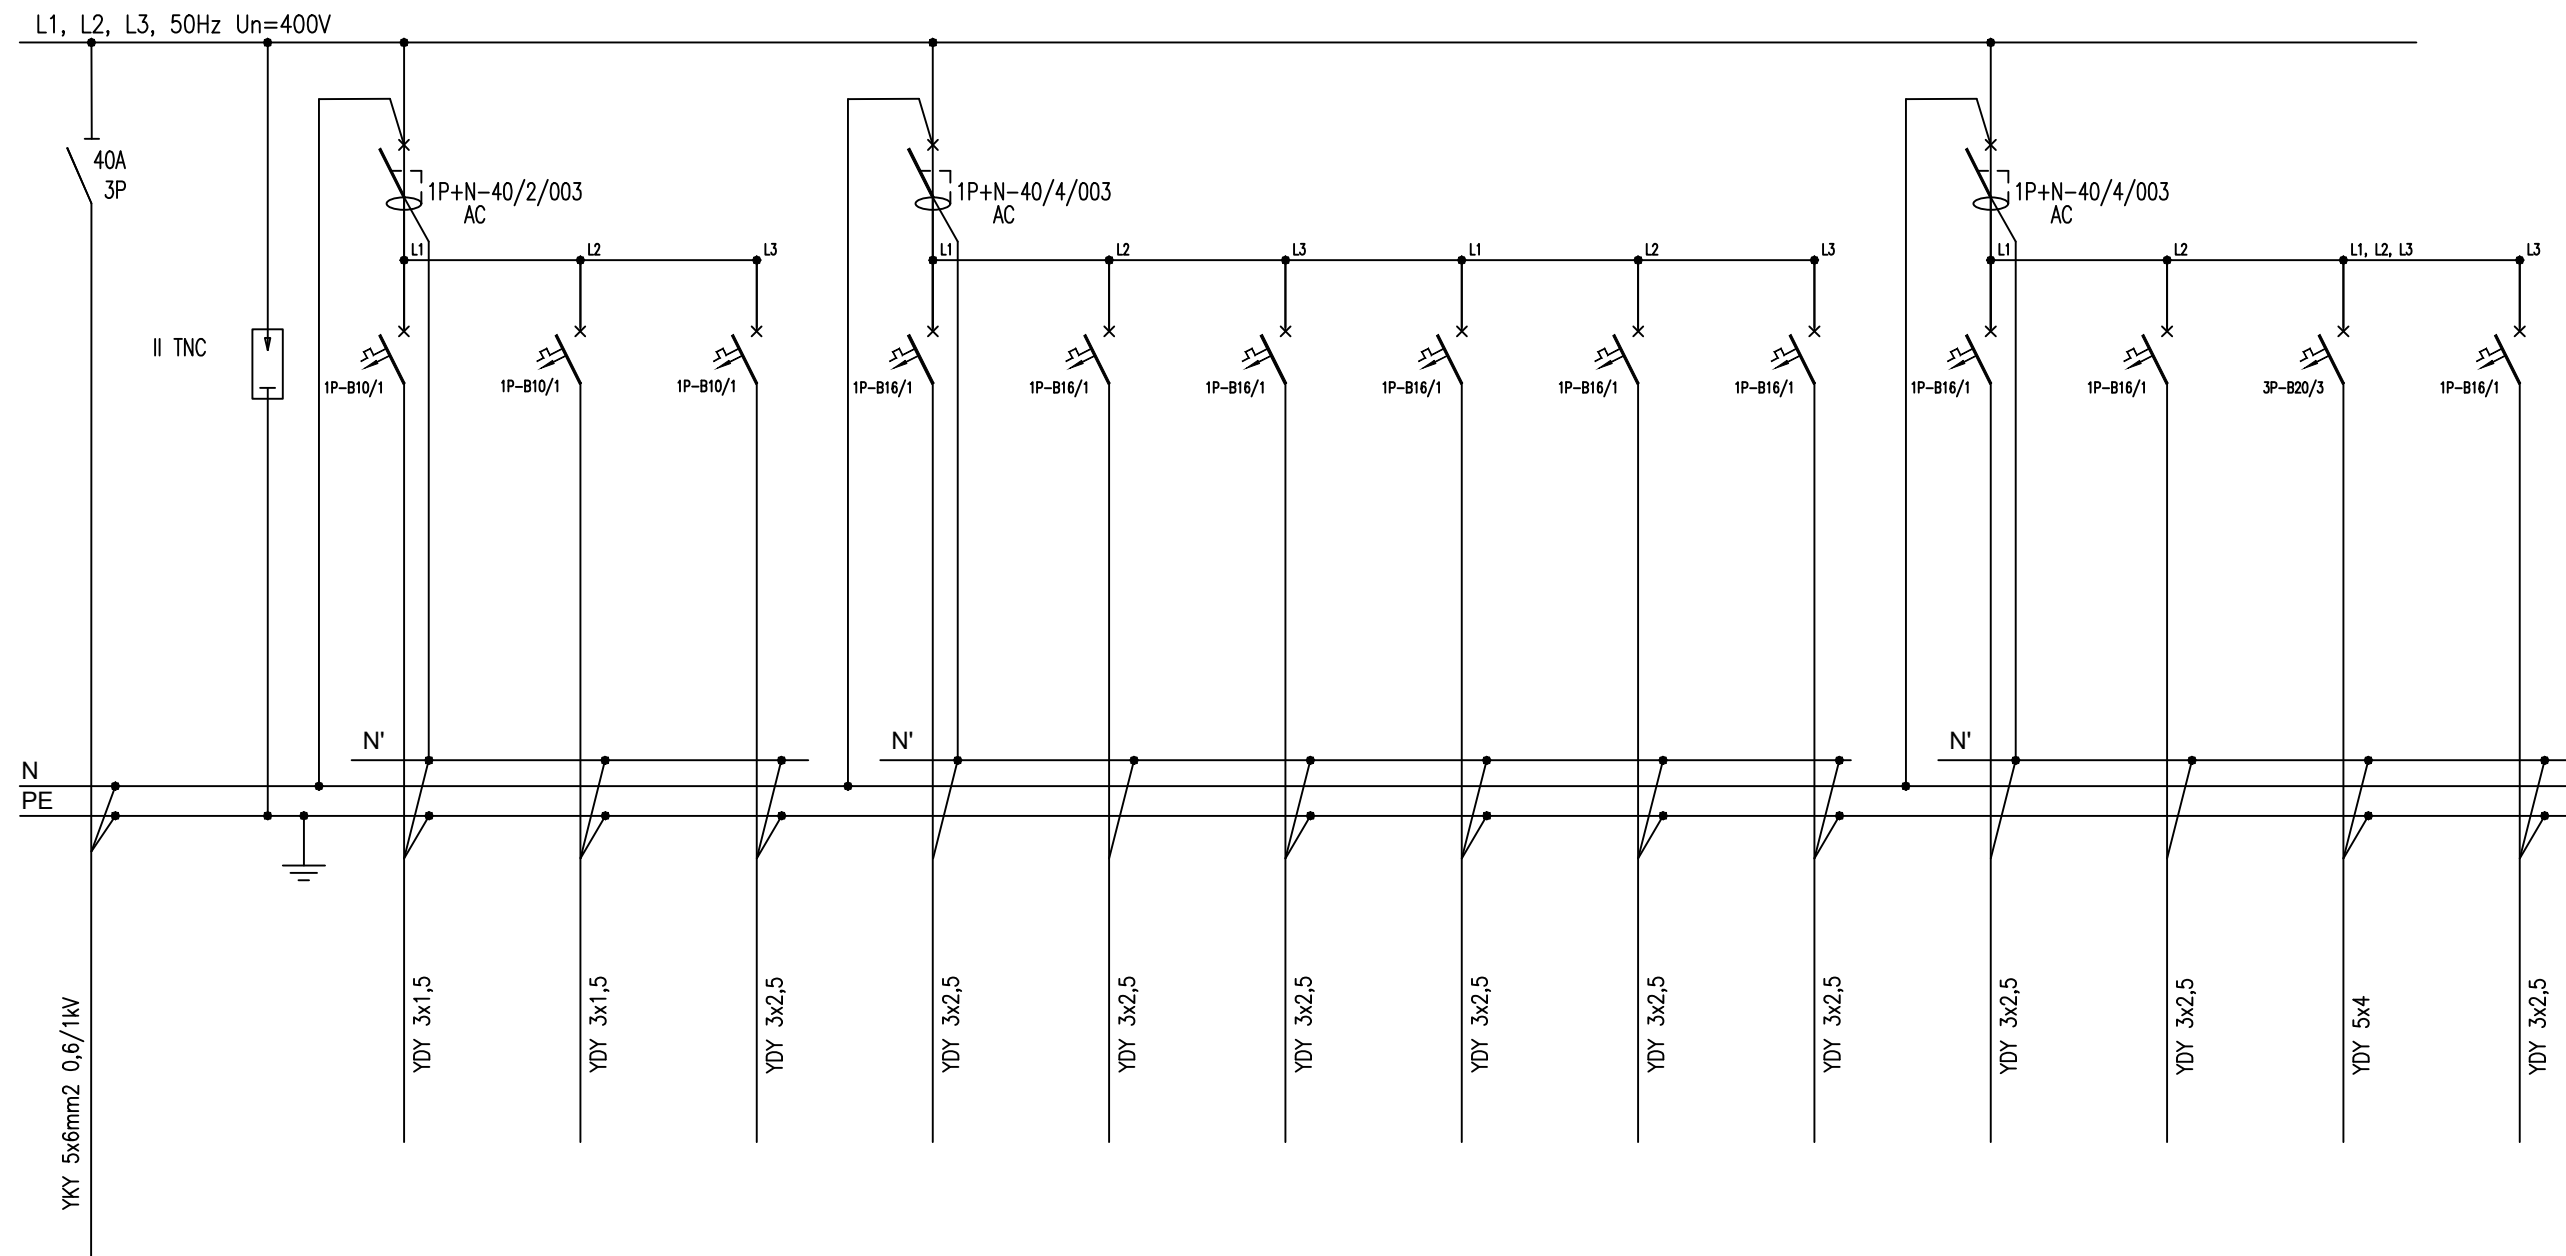 L1, L2, L3, 50Hz Un=400V
40A
3P
1P+N-40/2/003
AC
1P+N-40/4/003
AC
1P+N-40/4/003
AC
L1
L2
L3
L1
L2
L3
L1
L2
L3
L1
L2
L1, L2, L3
L3
II TNC
1P-B10/1
1P-B10/1
1P-B10/1
1P-B16/1
1P-B16/1
1P-B16/1
1P-B16/1
1P-B16/1
1P-B16/1
1P-B16/1
1P-B16/1
3P-B20/3
1P-B16/1
N'
N'
N'
N
PE
YKY 5x6mm2 0,6/1kV
YDY 3x1,5
YDY 3x1,5
YDY 3x2,5
YDY 3x2,5
YDY 3x2,5
YDY 3x2,5
YDY 3x2,5
YDY 3x2,5
YDY 3x2,5
YDY 3x2,5
YDY 3x2,5
YDY 5x4
YDY 3x2,5